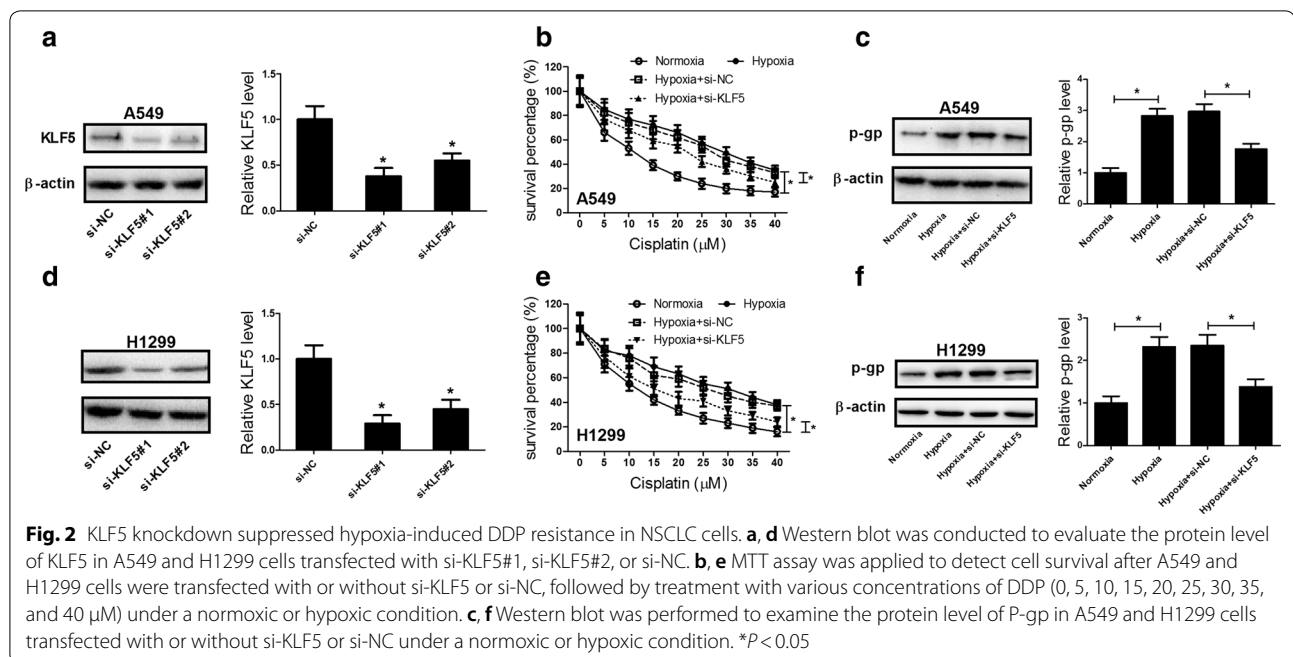 a
A549
KLF5
β-actin
si-NC
si-KLF5#1
si-KLF5#2
Relative KLF5 level
1.5
1.0
0.5
0.0
*
*
si-NC
si-KLF5#1
si-KLF5#2
b
survival percentage (%)
120
100
80
60
40
20
0
Normoxia
Hypoxia
Hypoxia+si-NC
Hypoxia+si-KLF5
*
*
A549
0 5 10 15 20 25 30 35 40
Cisplatin (μM)
c
A549
p-gp
β-actin
Normoxia
Hypoxia
Hypoxia+si-NC
Hypoxia+si-KLF5
Relative p-gp level
4
3
2
1
0
*
*
Normoxia
Hypoxia
Hypoxia+si-NC
Hypoxia+si-KLF5
d
H1299
si-NC
si-KLF5#1
si-KLF5#2
Relative KLF5 level
1.5
1.0
0.5
0.0
*
*
si-NC
si-KLF5#1
si-KLF5#2
e
survival percentage (%)
120
100
80
60
40
20
0
Normoxia
Hypoxia
Hypoxia+si-NC
Hypoxia+si-KLF5
*
*
H1299
0 5 10 15 20 25 30 35 40
Cisplatin (μM)
f
H1299
p-gp
β-actin
Normoxia
Hypoxia
Hypoxia+si-NC
Hypoxia+si-KLF5
Relative p-gp level
3
2
1
0
*
*
Normoxia
Hypoxia
Hypoxia+si-NC
Hypoxia+si-KLF5
Fig. 2 KLF5 knockdown suppressed hypoxia-induced DDP resistance in NSCLC cells. a, d Western blot was conducted to evaluate the protein level
of KLF5 in A549 and H1299 cells transfected with si-KLF5#1, si-KLF5#2, or si-NC. b, e MTT assay was applied to detect cell survival after A549 and
H1299 cells were transfected with or without si-KLF5 or si-NC, followed by treatment with various concentrations of DDP (0, 5, 10, 15, 20, 25, 30, 35,
and 40 μM) under a normoxic or hypoxic condition. c, f Western blot was performed to examine the protein level of P-gp in A549 and H1299 cells
transfected with or without si-KLF5 or si-NC under a normoxic or hypoxic condition. *P < 0.05